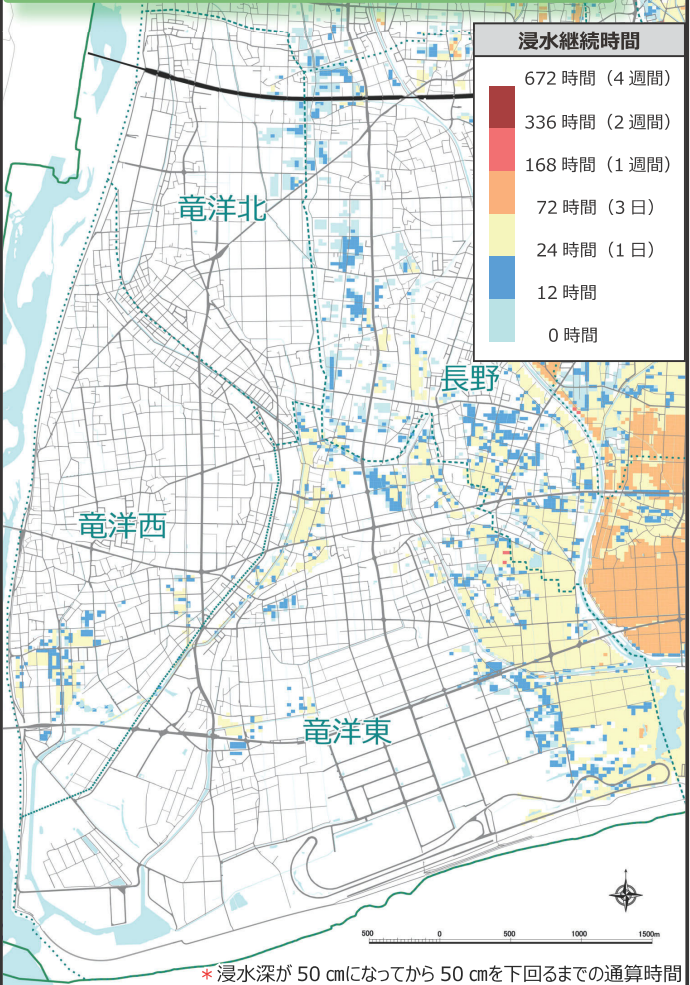 浸水継続時間
672 時間（4 週間）
336 時間（2 週間）
168 時間（1 週間）
72 時間（3 日）
24 時間（1 日）
12 時間
0 時間
竜洋北
長野
竜洋西
竜洋東
500 0 500 1000 1500m
＊浸水深が 50 ㎝になってから 50 ㎝を下回るまでの通算時間